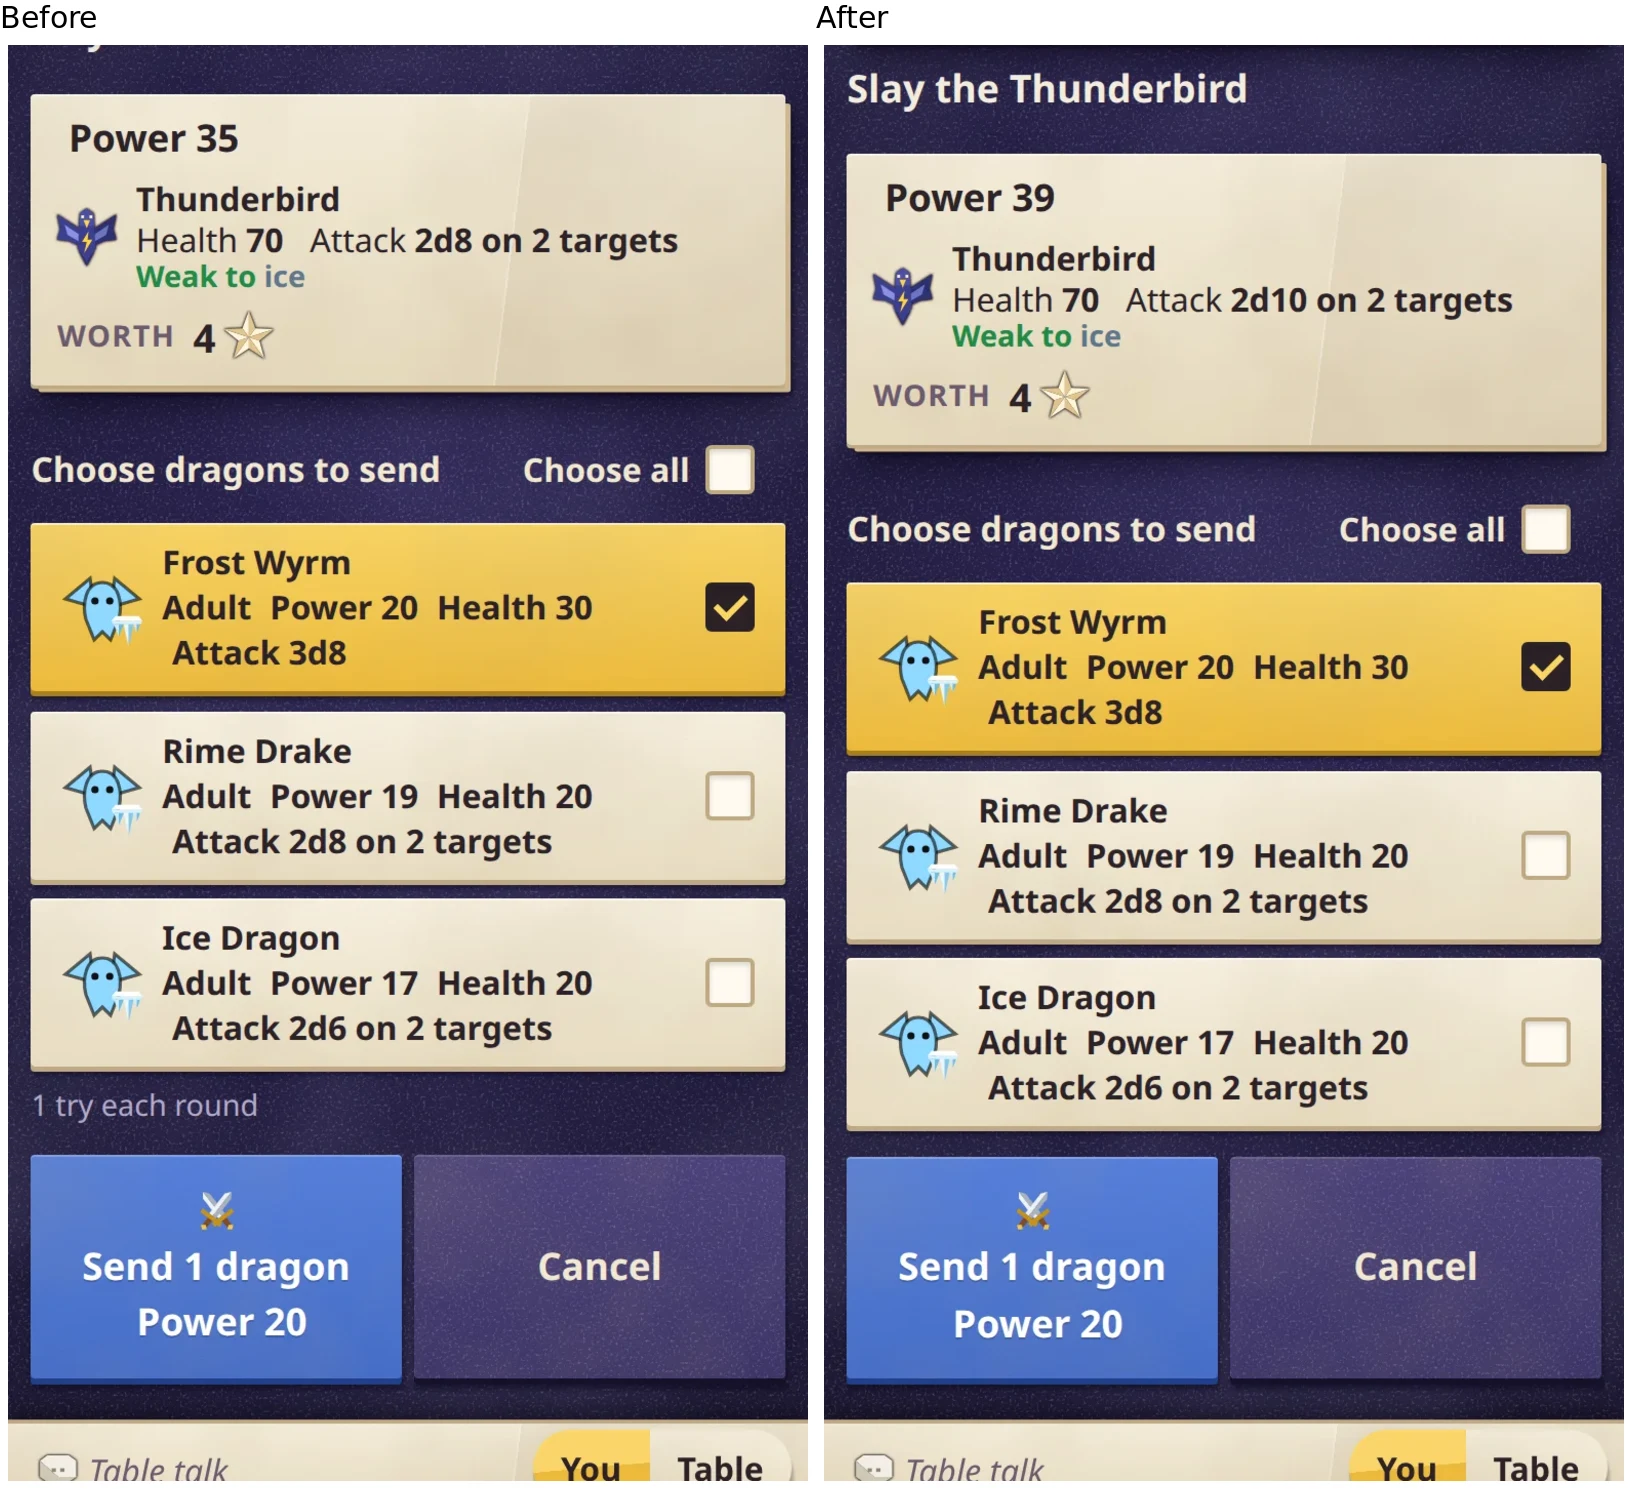 Before
Power 35
Thunderbird
Health 70 Attack 2d8 on 2 targets
Weak to ice
WORTH 4
Choose dragons to send Choose all
Frost Wyrm
Adult Power 20 Health 30
Attack 3d8
Rime Drake
Adult Power 19 Health 20
Attack 2d8 on 2 targets
Ice Dragon
Adult Power 17 Health 20
Attack 2d6 on 2 targets
1 try each round
Send 1 dragon
Power 20
Cancel
Table talk
You Table
After
Slay the Thunderbird
Power 39
Thunderbird
Health 70 Attack 2d10 on 2 targets
Weak to ice
WORTH 4
Choose dragons to send Choose all
Frost Wyrm
Adult Power 20 Health 30
Attack 3d8
Rime Drake
Adult Power 19 Health 20
Attack 2d8 on 2 targets
Ice Dragon
Adult Power 17 Health 20
Attack 2d6 on 2 targets
Send 1 dragon
Power 20
Cancel
Table talk
You Table